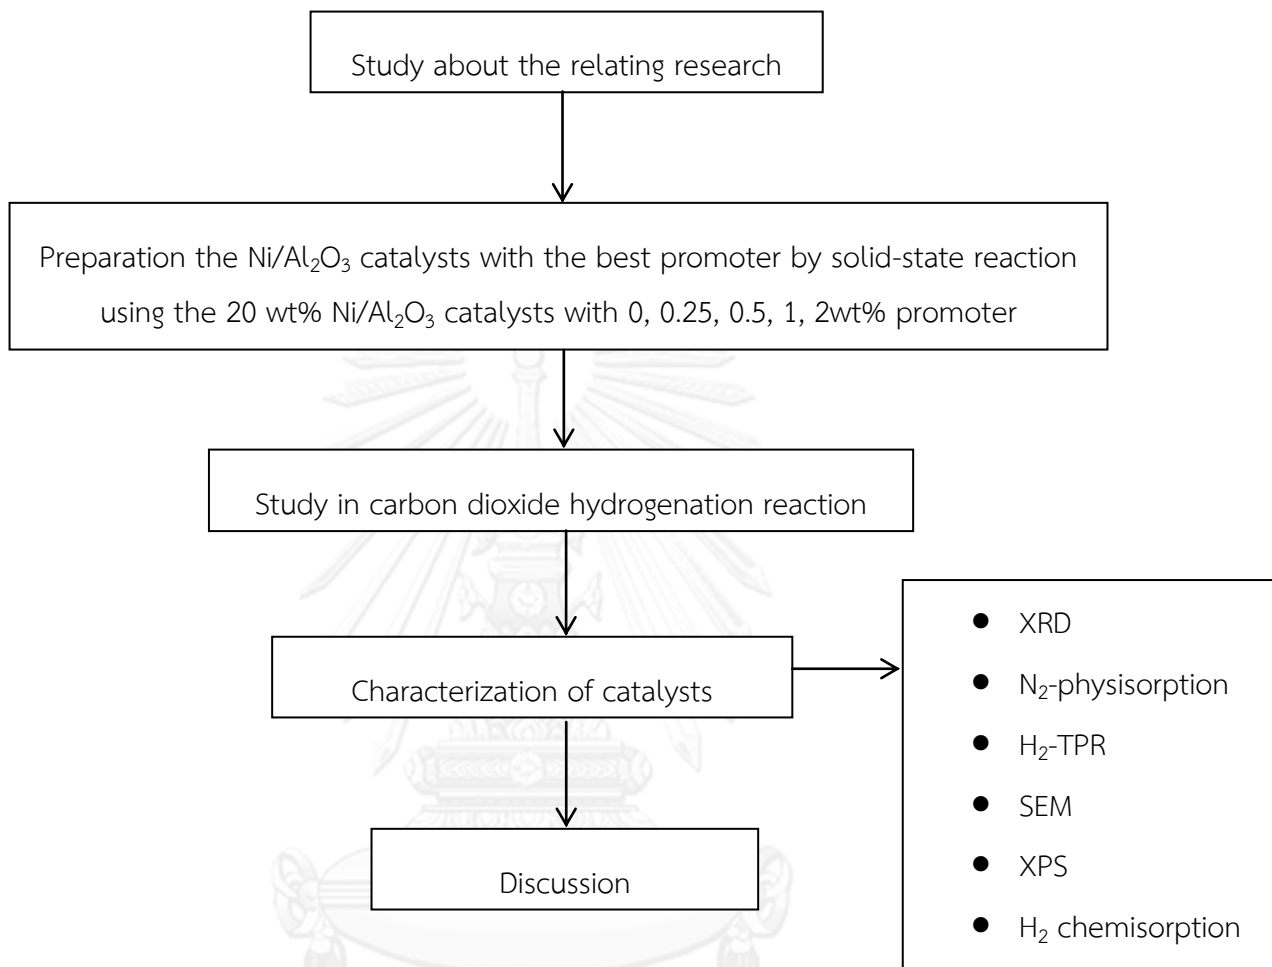 Study about the relating research
Preparation the Ni/Al₂O₃ catalysts with the best promoter by solid-state reaction
using the 20 wt% Ni/Al₂O₃ catalysts with 0, 0.25, 0.5, 1, 2wt% promoter
Study in carbon dioxide hydrogenation reaction
Characterization of catalysts
● XRD
● N₂-physisorption
● H₂-TPR
● SEM
● XPS
● H₂ chemisorption
Discussion